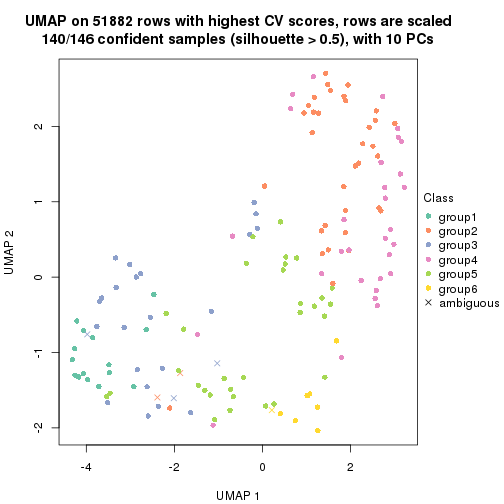 UMAP on 51882 rows with highest CV scores, rows are scaled
140/146 confident samples (silhouette > 0.5), with 10 PCs
UMAP 2
2
1
0
-1
-2
-4
-2
0
2
UMAP 1
Class
group1
group2
group3
group4
group5
group6
ambiguous